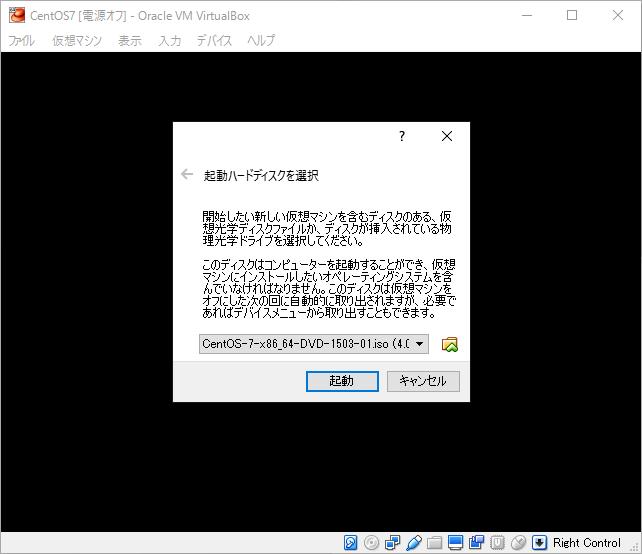 CentOS7 [電源オフ] - Oracle VM VirtualBox
ファイル 仮想マシン 表示 入力 デバイス ヘルプ
?
起動ハードディスクを選択
開始したい新しい仮想マシンを含むディスクのある、仮
想光学ディスクファイルか、ディスクが挿入されている物
理光学ドライブを選択してください。
このディスクはコンピューターを起動することができ、仮想
マシンにインストールしたいオペレーティングシステムを含
んでいなければなりません。このディスクは仮想マシンを
オフにした次の回に自動的に取り出されますが、必要で
あればデバイスメニューから取り出すこともできます。
CentOS-7-x86_64-DVD-1503-01.iso (4.0
起動 キャンセル
Right Control